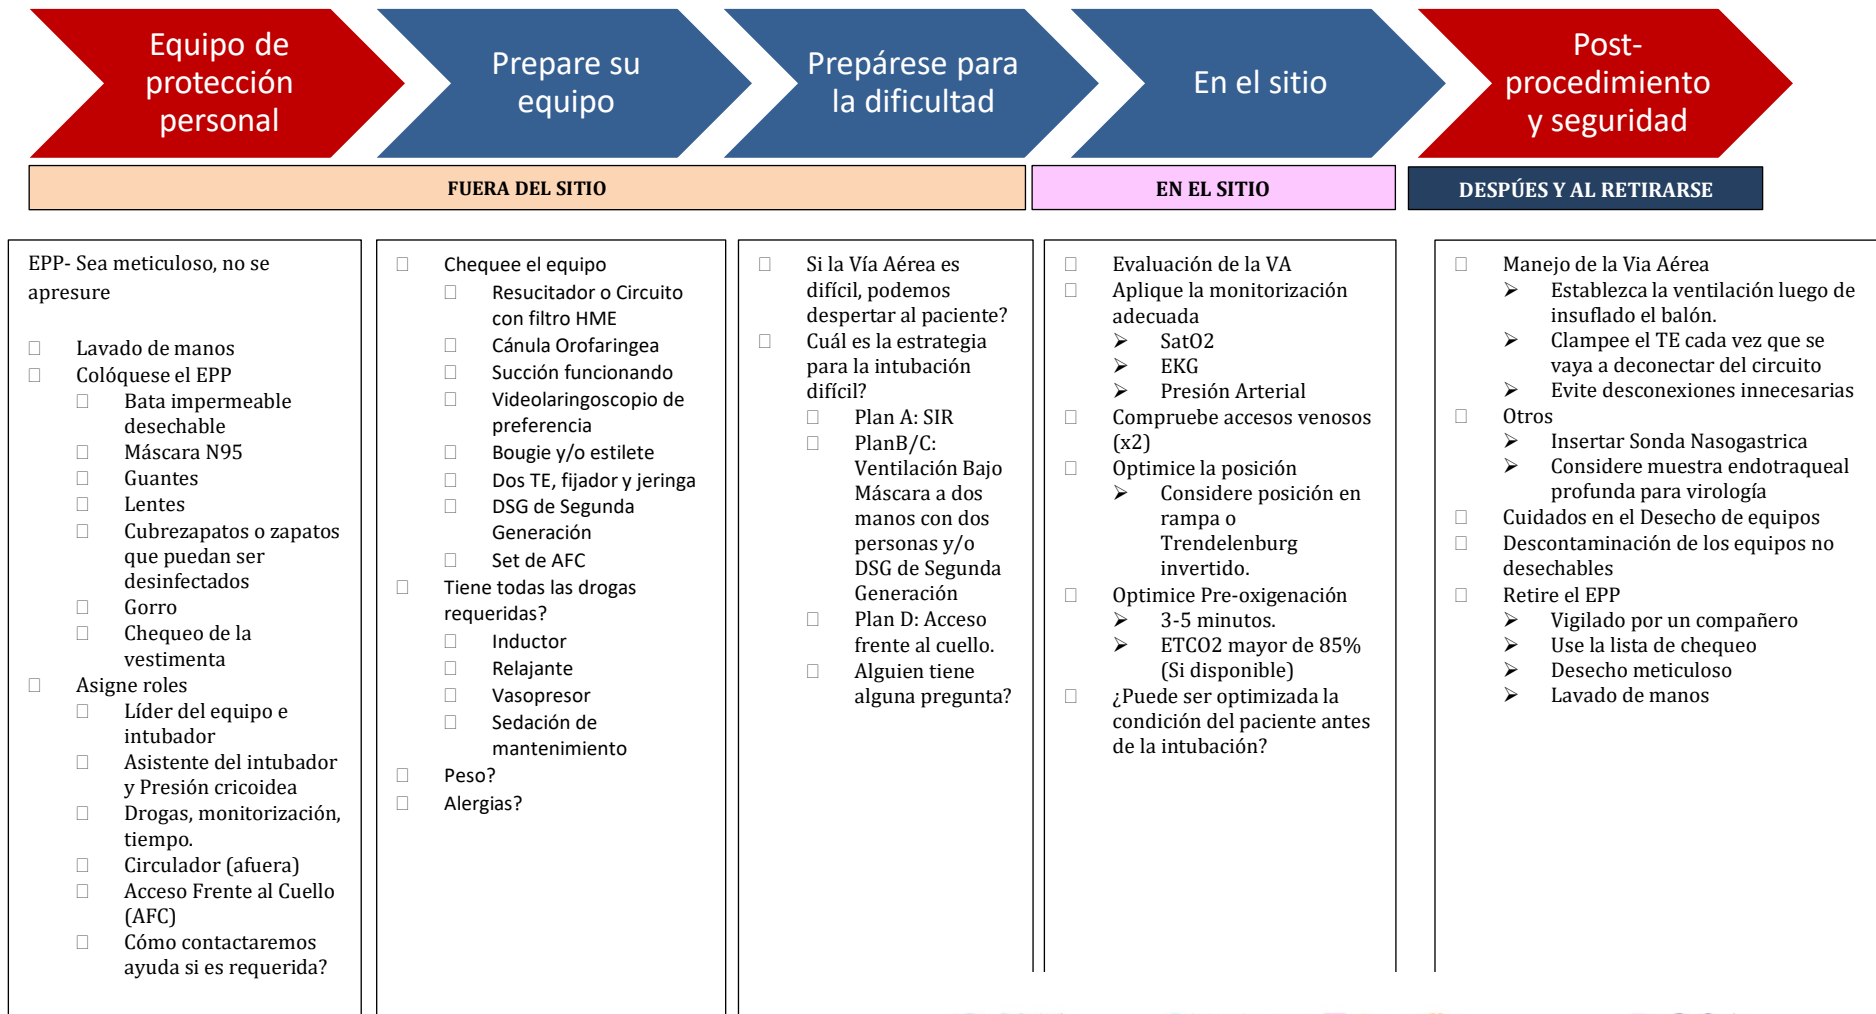 Equipo de
protección
personal
Prepare su
equipo
Prepárese para
la dificultad
En el sitio
Post-
procedimiento
y seguridad
FUERA DEL SITIO
EN EL SITIO
DESPÚES Y AL RETIRARSE
EPP- Sea meticuloso, no se
apresure
Lavado de manos
Colóquese el EPP
Bata impermeable
desechable
Máscara N95
Guantes
Lentes
Cubrezapatos o zapatos
que puedan ser
desinfectados
Gorro
Chequeo de la
vestimenta
Asigne roles
Líder del equipo e
intubador
Asistente del intubador
y Presión cricoidea
Drogas, monitorización,
tiempo.
Circulador (afuera)
Acceso Frente al Cuello
(AFC)
Cómo contactaremos
ayuda si es requerida?
Chequee el equipo
Resucitador o Circuito
con filtro HME
Cánula Orofaringea
Succión funcionando
Videolaringoscopio de
preferencia
Bougie y/o estilete
Dos TE, fijador y jeringa
DSG de Segunda
Generación
Set de AFC
Tiene todas las drogas
requeridas?
Inductor
Relajante
Vasopresor
Sedación de
mantenimiento
Peso?
Alergias?
Si la Vía Aérea es
difícil, podemos
despertar al paciente?
Cuál es la estrategia
para la intubación
difícil?
Plan A: SIR
PlanB/C:
Ventilación Bajo
Máscara a dos
manos con dos
personas y/o
DSG de Segunda
Generación
Plan D: Acceso
frente al cuello.
Alguien tiene
alguna pregunta?
Evaluación de la VA
Aplique la monitorización
adecuada
SatO2
EKG
Presión Arterial
Compruebe accesos venosos
(x2)
Optimice la posición
Considere posición en
rampa o
Trendelenburg
invertido.
Optimice Pre-oxigenación
3-5 minutos.
ETCO2 mayor de 85%
(Si disponible)
¿Puede ser optimizada la
condición del paciente antes
de la intubación?
Manejo de la Via Aérea
Establezca la ventilación luego de
insuflado el balón.
Clampee el TE cada vez que se
vaya a deconectar del circuito
Evite desconexiones innecesarias
Otros
Insertar Sonda Nasogastrica
Considere muestra endotraqueal
profunda para virología
Cuidados en el Desecho de equipos
Descontaminación de los equipos no
desechables
Retire el EPP
Vigilado por un compañero
Use la lista de chequeo
Desecho meticuloso
Lavado de manos